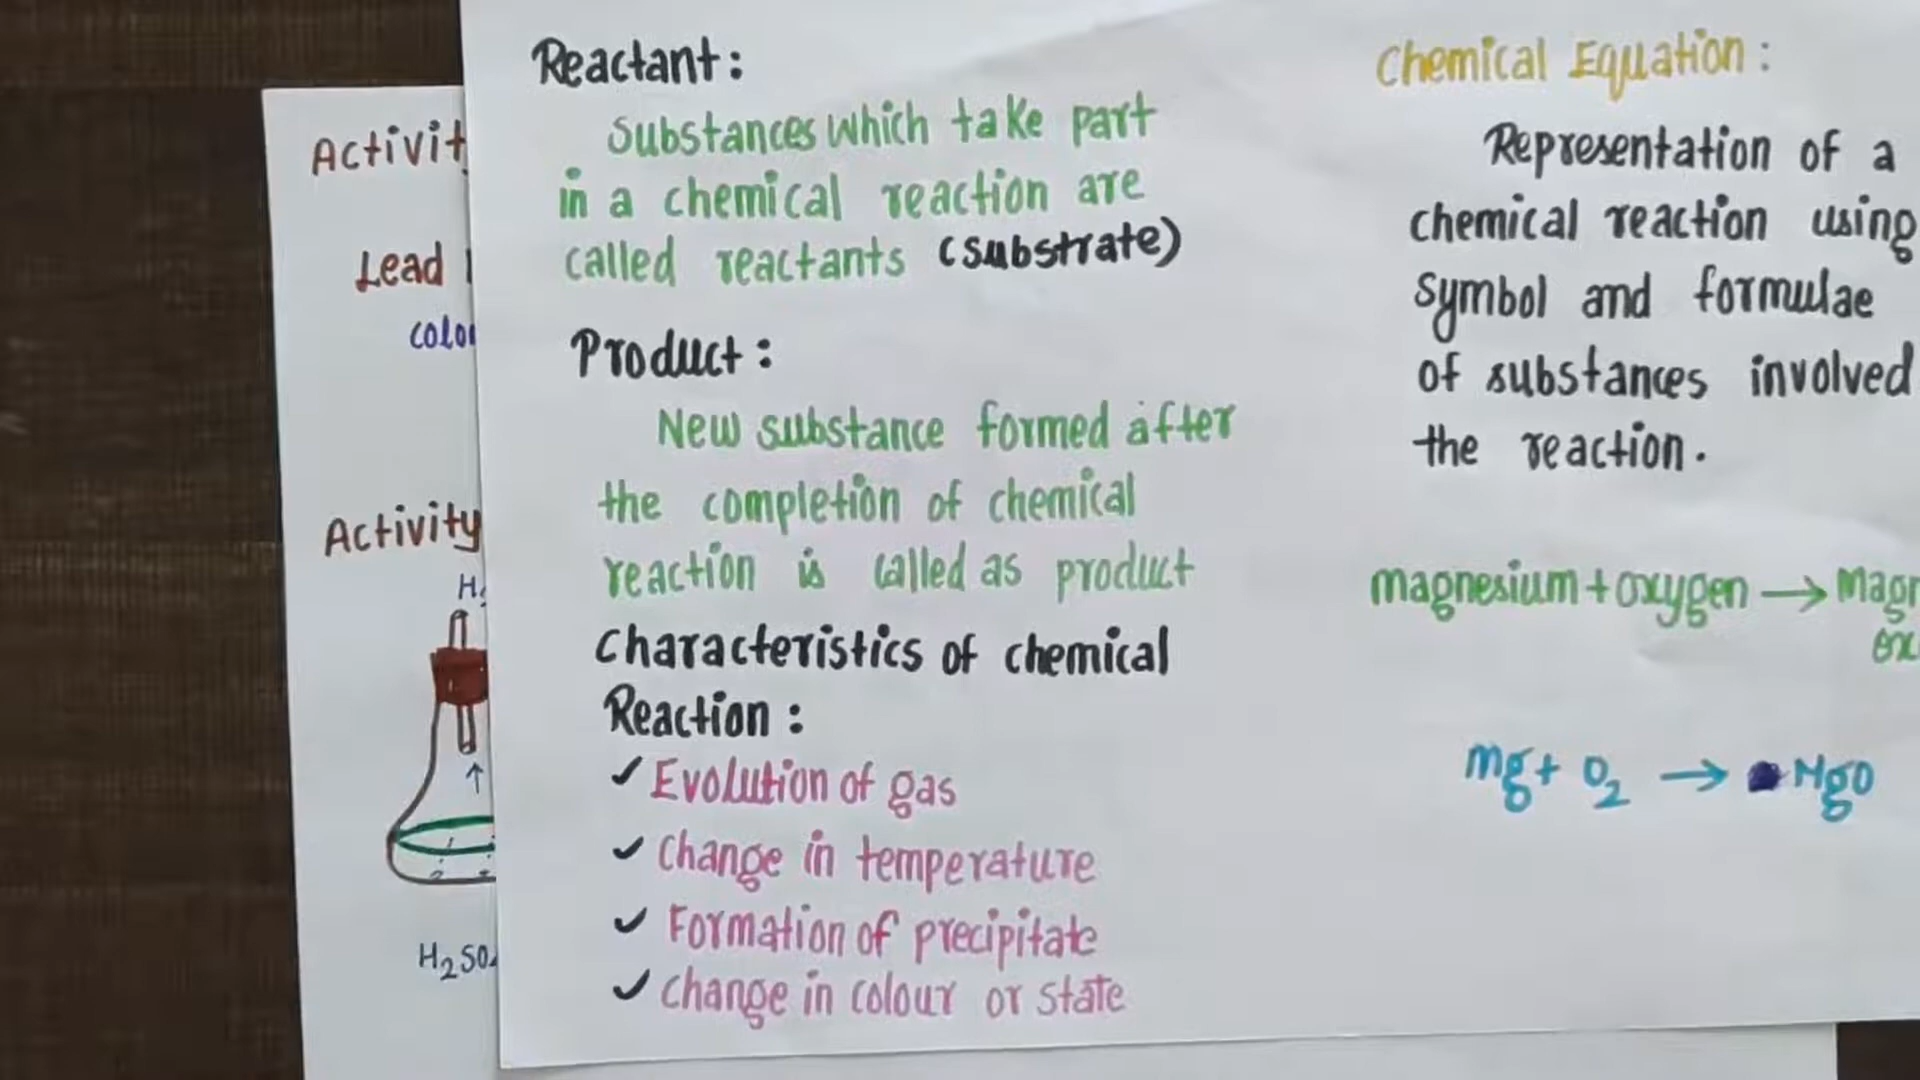 Reactant:
Substances which take part
in a chemical reaction are
called reactants (substrate)
Product:
New substance formed after
the completion of chemical
reaction is called as product
Characteristics of chemical
Reaction:
✓ Evolution of gas
✓ Change in temperature
✓ Formation of precipitate
✓ change in colour or state
Chemical Equation:
Representation of a
chemical reaction using
Symbol and formulae
of substances involved
the reaction.
magnesium + oxygen →
Mg + O₂ → MgO
Lead
Activity